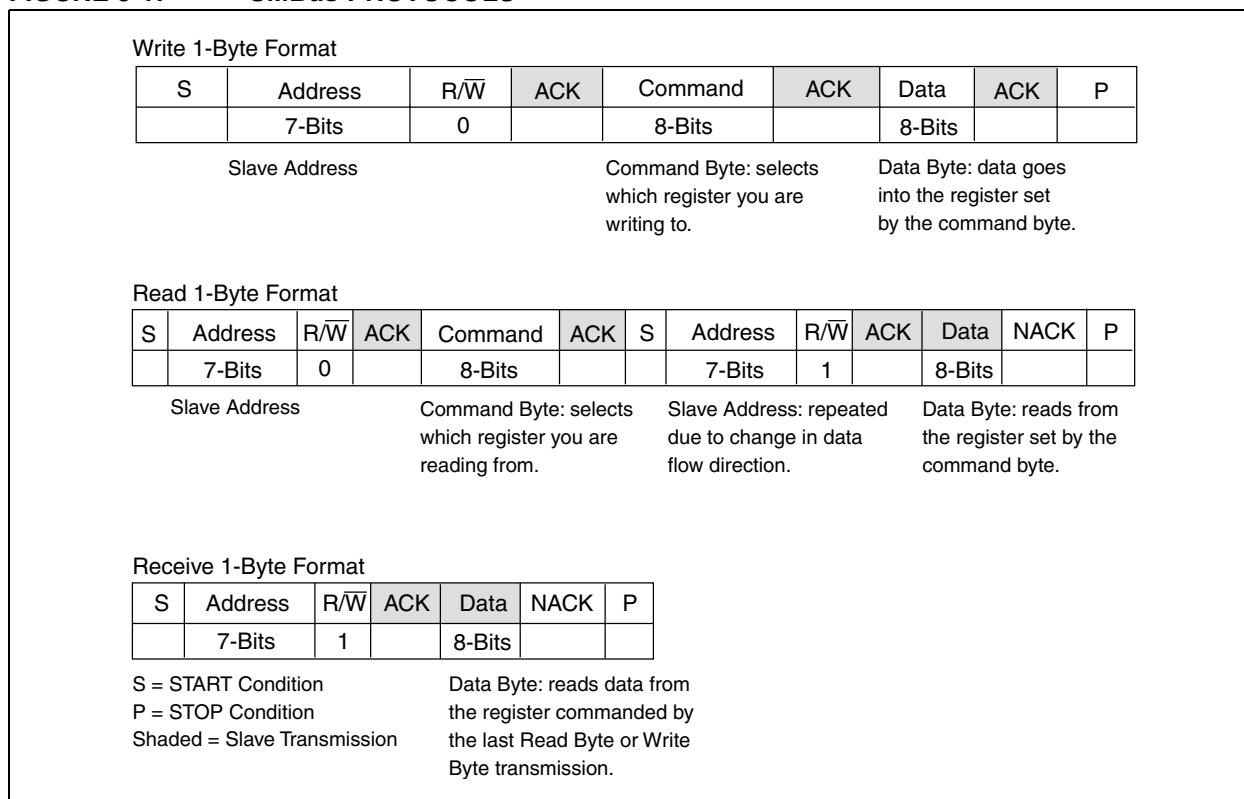 Write 1-Byte Format
S Address R/W̅ ACK Command ACK Data ACK P
7-Bits 0 8-Bits 8-Bits
Slave Address
Command Byte: selects
which register you are
writing to.
Data Byte: data goes
into the register set
by the command byte.
Read 1-Byte Format
S Address R/W̅ ACK Command ACK S Address R/W̅ ACK Data NACK P
7-Bits 0 8-Bits 7-Bits 1 8-Bits
Slave Address
Command Byte: selects
which register you are
reading from.
Slave Address: repeated
due to change in data
flow direction.
Data Byte: reads from
the register set by the
command byte.
Receive 1-Byte Format
S Address R/W̅ ACK Data NACK P
7-Bits 1 8-Bits
S = START Condition
P = STOP Condition
Shaded = Slave Transmission
Data Byte: reads data from
the register commanded by
the last Read Byte or Write
Byte transmission.